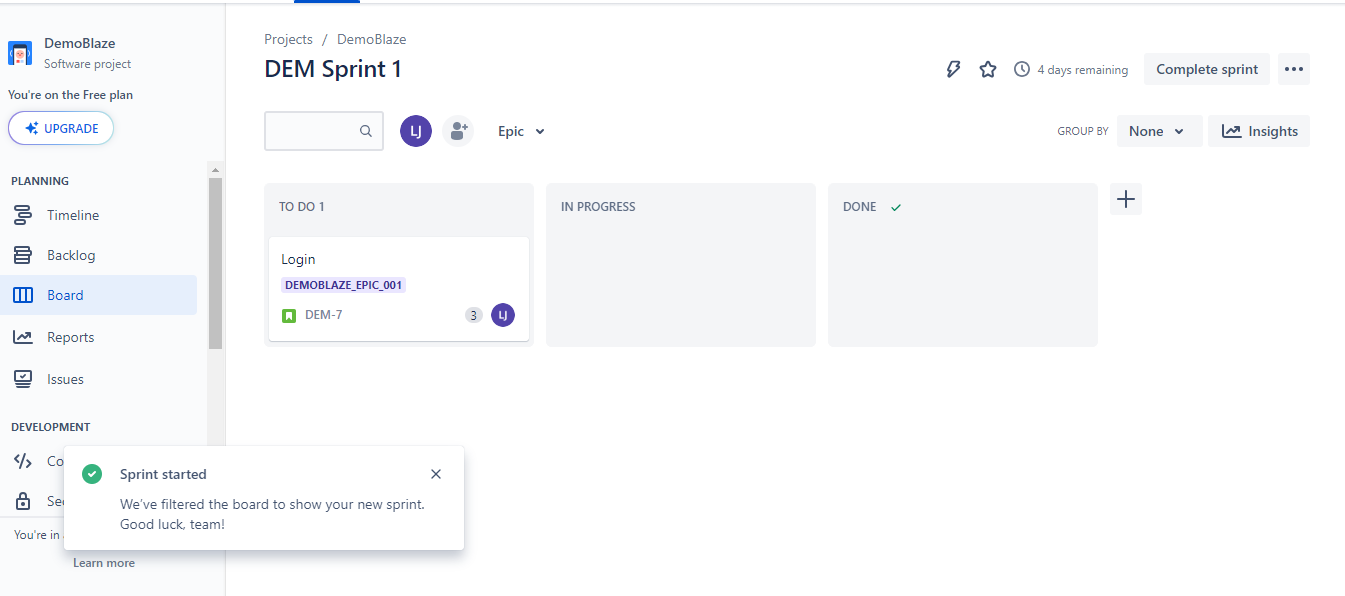 DemoBlaze
Software project
You're on the Free plan
UPGRADE
PLANNING
Timeline
Backlog
Board
Reports
Issues
DEVELOPMENT
Co
Sec
You're in
Learn more
Projects / DemoBlaze
DEM Sprint 1
4 days remaining
Complete sprint
LJ
Epic
GROUP BY
None
Insights
TO DO 1
Login
DEMOBLAZE_EPIC_001
DEM-7
3
LJ
IN PROGRESS
DONE
Sprint started
We've filtered the board to show your new sprint.
Good luck, team!